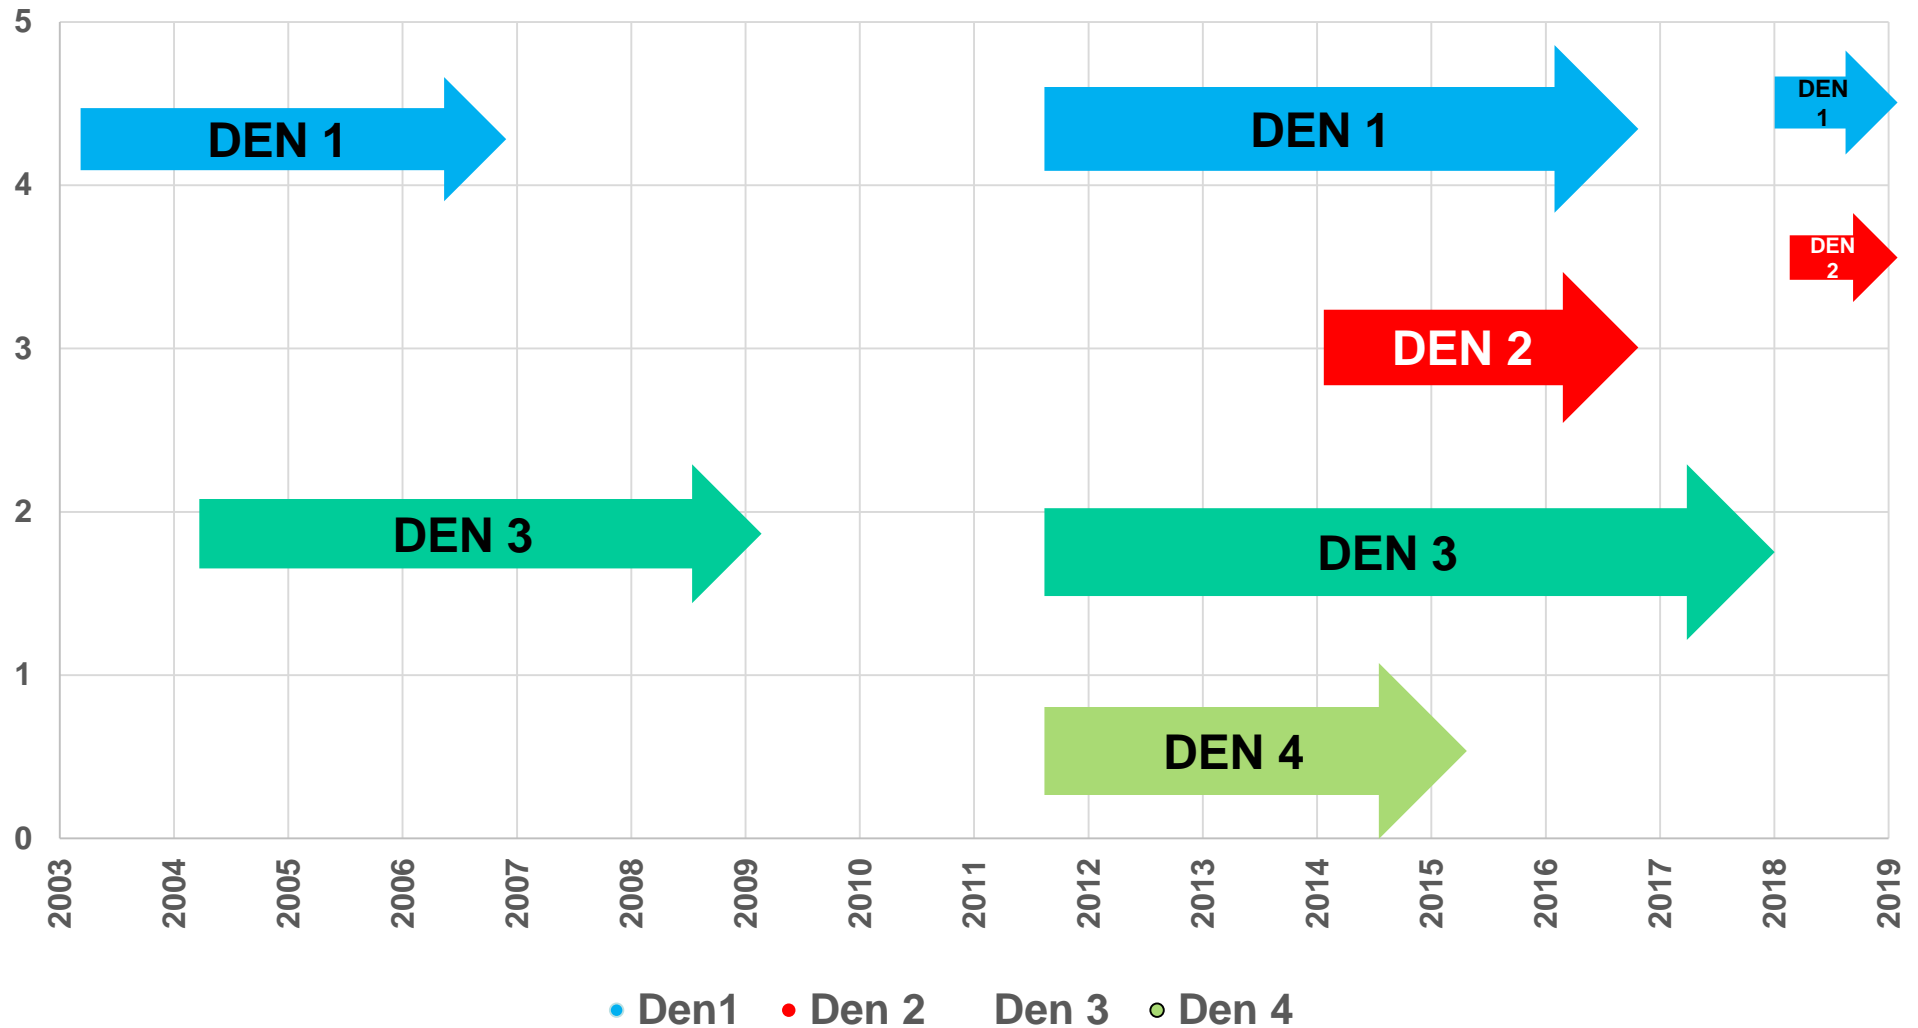 5
4
3
2
1
0
DEN 1
DEN 1
DEN
1
DEN
2
DEN 2
DEN 3
DEN 3
DEN 4
2003
2004
2005
2006
2007
2008
2009
2010
2011
2012
2013
2014
2015
2016
2017
2018
2019
Den1 Den 2 Den 3 Den 4